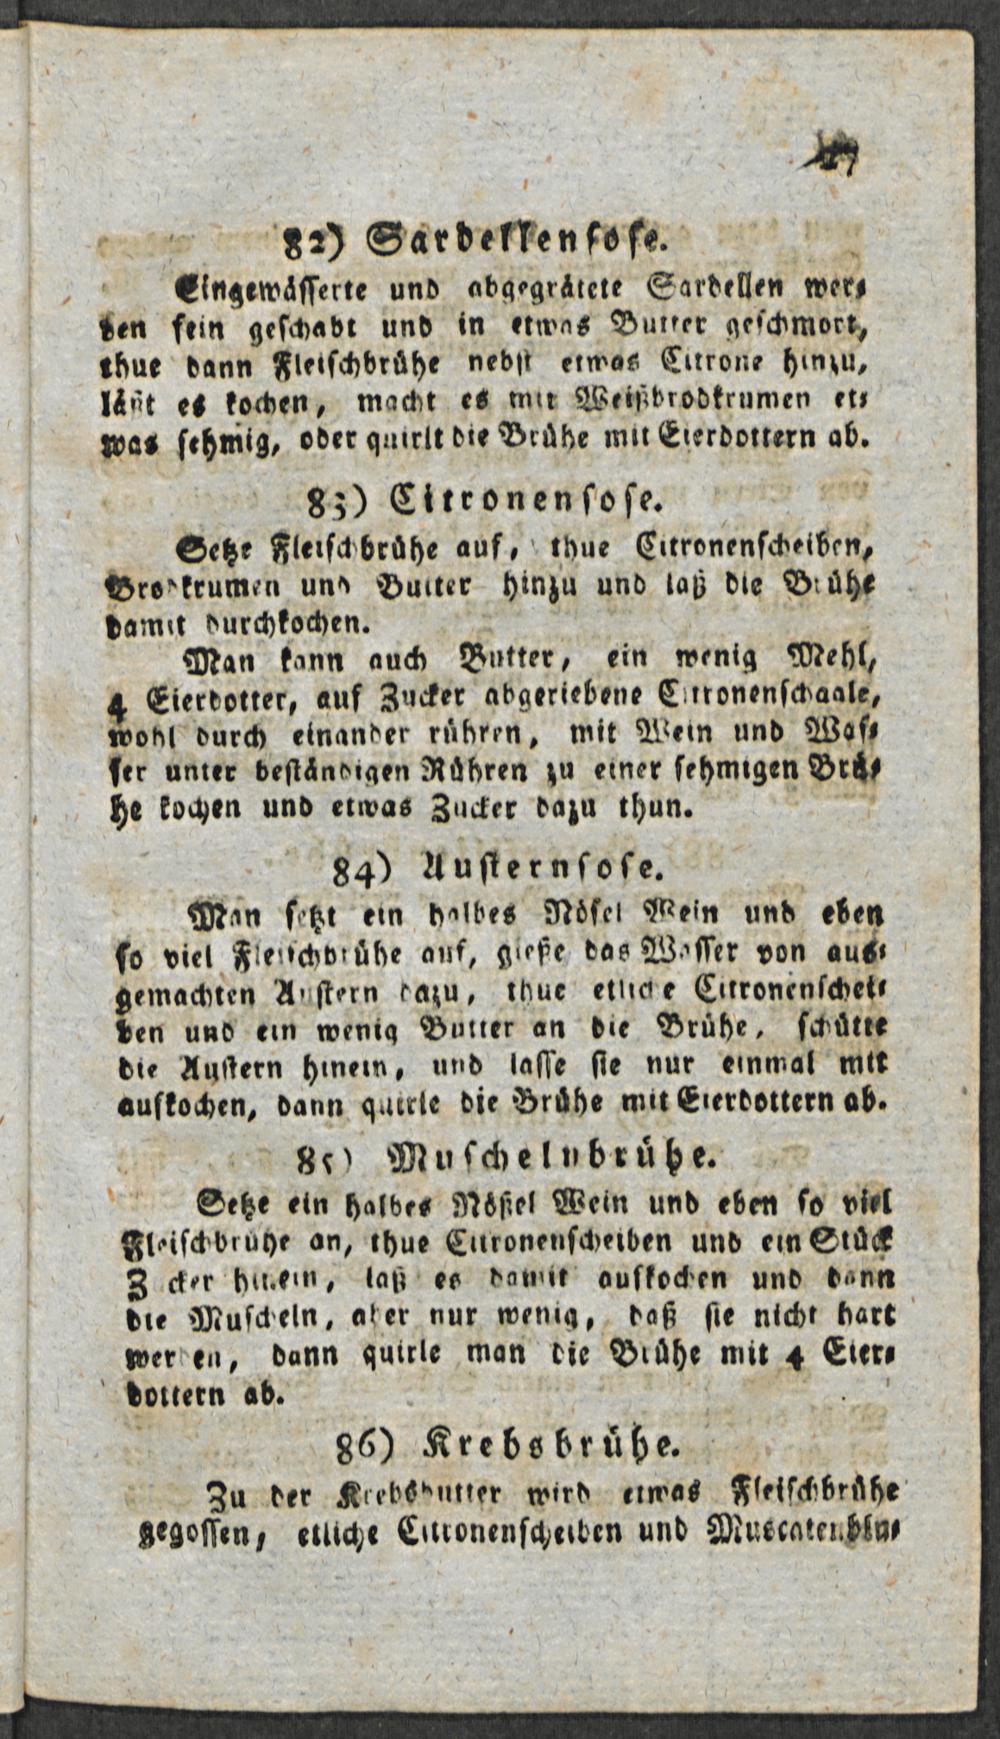 82) Sardellensose.
Eingewässerte und abgegrätete Sardellen wer-
den fein geschabt und in etwas Butter geschmort,
thue dann Fleischbrühe nebst etwas Citrone hinzu,
läßt es kochen, macht es mit Weißbrodkrumen et-
was sehmig, oder quirlt die Brühe mit Eierdottern ab.
83) Citronensose.
Setze Fleischbrühe auf, thue Citronenscheiben,
Brodkrumen und Butter hinzu und laß die Brühe
damit durchkochen.
Man kann auch Butter, ein wenig Mehl,
4 Eierdotter, auf Zucker abgeriebene Citronenschaale,
wohl durch einander rühren, mit Wein und Was-
ser unter beständigen Rühren zu einer sehmigen Brü-
he kochen und etwas Zucker dazu thun.
84) Austernsose.
Man setzt ein halbes Nösel Wein und eben
so viel Fleischbrühe auf, gieße das Wasser von aus-
gemachten Austern dazu, thue etliche Citronenschei-
ben und ein wenig Butter an die Brühe, schütte
die Austern hinein, und lasse sie nur einmal mit
aufkochen, dann quirle die Brühe mit Eierdottern ab.
85) Muschelnbrühe.
Setze ein halbes Nößel Wein und eben so viel
Fleischbrühe an, thue Citronenscheiben und ein Stück
Zucker hinein, laß es damit aufkochen und dann
die Muscheln, aber nur wenig, daß sie nicht hart
werden, dann quirle man die Brühe mit 4 Eier-
dottern ab.
86) Krebsbrühe.
Zu der Krebsbutter wird etwas Fleischbrühe
gegossen, etliche Citronenscheiben und Muscatenblu-